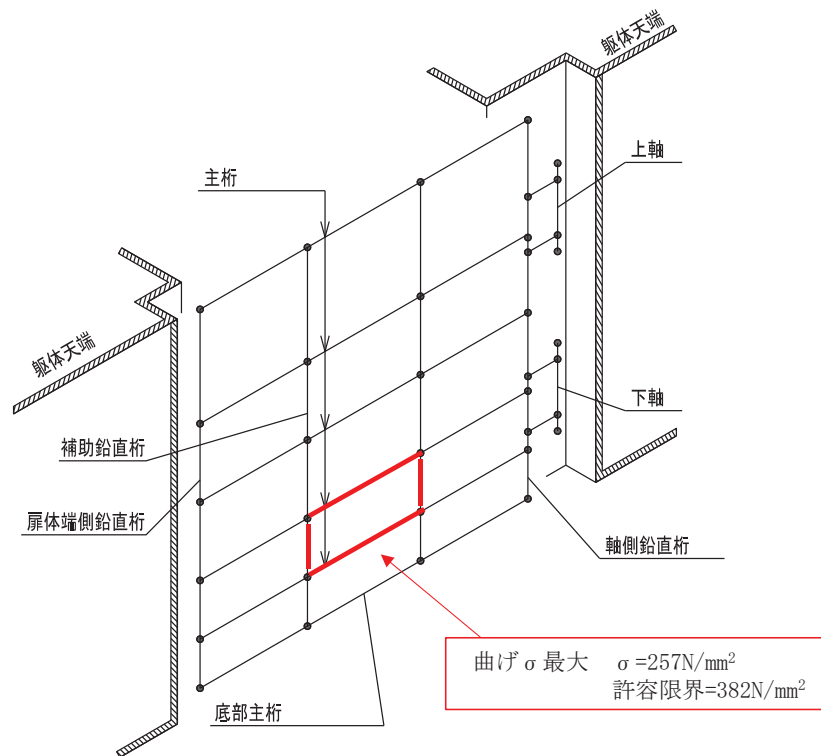 躯体天端
上軸
主桁
躯体天端
下軸
補助鉛直桁
扉体端側鉛直桁
軸側鉛直桁
曲げσ最大 σ=257N/mm²
許容限界=382N/mm²
底部主桁